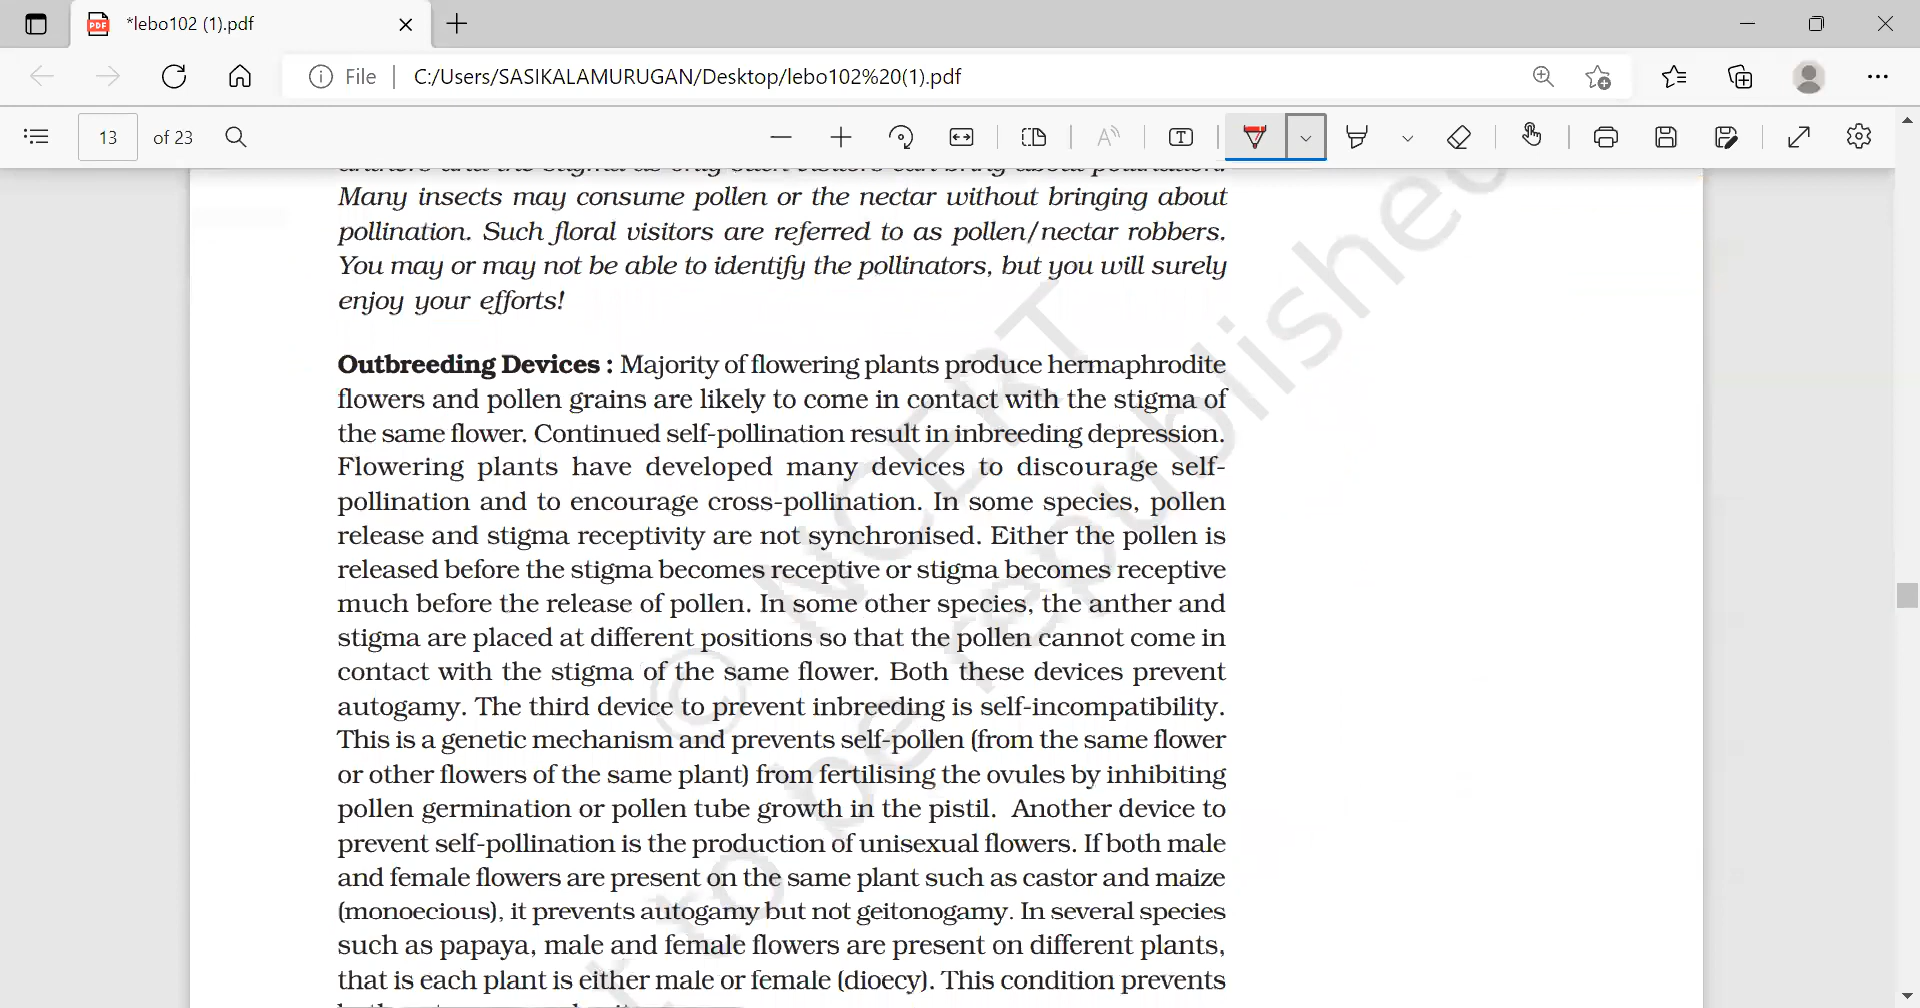 *lebo102 (1).pdf
File
C:/Users/SASIKALAMURUGAN/Desktop/lebo102%20(1).pdf
13 of 23
Many insects may consume pollen or the nectar without bringing about
pollination. Such floral visitors are referred to as pollen/nectar robbers.
You may or may not be able to identify the pollinators, but you will surely
enjoy your efforts!
Outbreeding Devices : Majority of flowering plants produce hermaphrodite
flowers and pollen grains are likely to come in contact with the stigma of
the same flower. Continued self-pollination result in inbreeding depression.
Flowering plants have developed many devices to discourage self-
pollination and to encourage cross-pollination. In some species, pollen
release and stigma receptivity are not synchronised. Either the pollen is
released before the stigma becomes receptive or stigma becomes receptive
much before the release of pollen. In some other species, the anther and
stigma are placed at different positions so that the pollen cannot come in
contact with the stigma of the same flower. Both these devices prevent
autogamy. The third device to prevent inbreeding is self-incompatibility.
This is a genetic mechanism and prevents self-pollen (from the same flower
or other flowers of the same plant) from fertilising the ovules by inhibiting
pollen germination or pollen tube growth in the pistil. Another device to
prevent self-pollination is the production of unisexual flowers. If both male
and female flowers are present on the same plant such as castor and maize
(monoecious), it prevents autogamy but not geitonogamy. In several species
such as papaya, male and female flowers are present on different plants,
that is each plant is either male or female (dioecy). This condition prevents
© NCERT
be republished